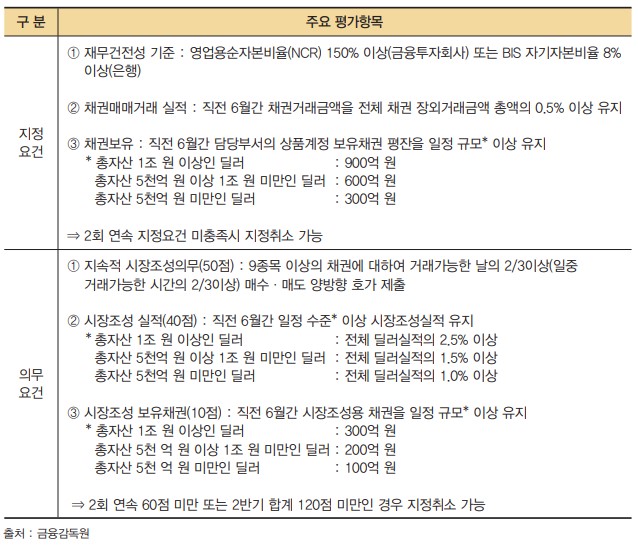 구 분 주요 평가항목
지정
요건
① 재무건전성 기준 : 영업용순자본비율(NCR) 150% 이상(금융투자회사) 또는 BIS 자기자본비율 8%
이상(은행)
② 채권매매거래 실적 : 직전 6월간 채권거래금액을 전체 채권 장외거래금액 총액의 0.5% 이상 유지
③ 채권보유 : 직전 6월간 담당부서의 상품계정 보유채권 평잔을 일정 규모* 이상 유지
* 총자산 1조 원 이상인 딜러 : 900억 원
총자산 5천억 원 이상 1조 원 미만인 딜러 : 600억 원
총자산 5천억 원 미만인 딜러 : 300억 원
⇒ 2회 연속 지정요건 미충족시 지정취소 가능
의무
요건
① 지속적 시장조성의무(50점) : 9종목 이상의 채권에 대하여 거래가능한 날의 2/3이상(일중
거래가능한 시간의 2/3이상) 매수 · 매도 양방향 호가 제출
② 시장조성 실적(40점) : 직전 6월간 일정 수준* 이상 시장조성실적 유지
* 총자산 1조 원 이상인 딜러 : 전체 딜러실적의 2.5% 이상
총자산 5천억 원 이상 1조 원 미만인 딜러 : 전체 딜러실적의 1.5% 이상
총자산 5천억 원 미만인 딜러 : 전체 딜러실적의 1.0% 이상
③ 시장조성 보유채권(10점) : 직전 6월간 시장조성용 채권을 일정 규모* 이상 유지
* 총자산 1조 원 이상인 딜러 : 300억 원
총자산 5천 억 원 이상 1조 원 미만인 딜러 : 200억 원
총자산 5천 억 원 미만인 딜러 : 100억 원
⇒ 2회 연속 60점 미만 또는 2반기 합계 120점 미만인 경우 지정취소 가능
출처 : 금융감독원